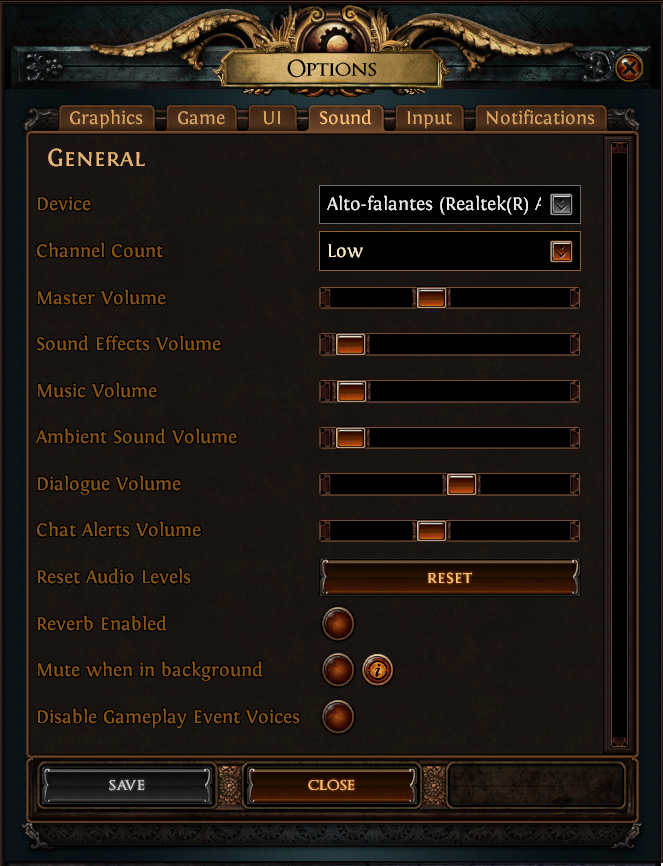 Options
Graphics Game UI Sound Input Notifications
General
Device Alto-falantes (Realtek(R) A
Channel Count Low
Master Volume
Sound Effects Volume
Music Volume
Ambient Sound Volume
Dialogue Volume
Chat Alerts Volume
Reset Audio Levels RESET
Reverb Enabled
Mute when in background i
Disable Gameplay Event Voices
SAVE CLOSE